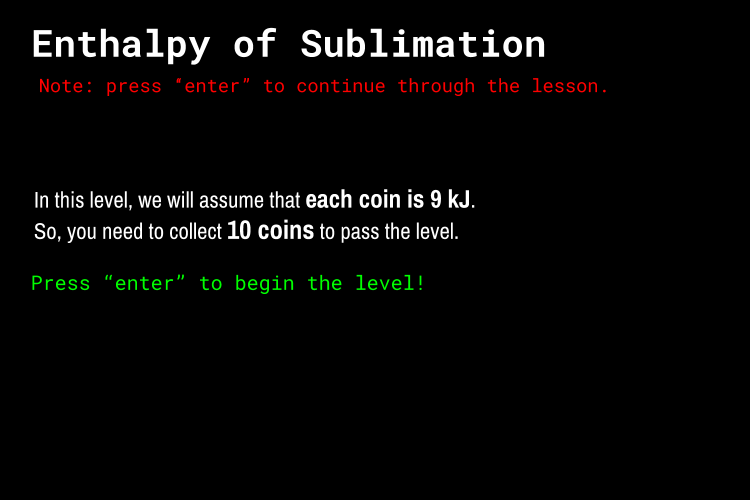 Enthalpy of Sublimation
Note: press “enter” to continue through the lesson.
In this level, we will assume that each coin is 9 kJ.
So, you need to collect 10 coins to pass the level.
Press “enter” to begin the level!